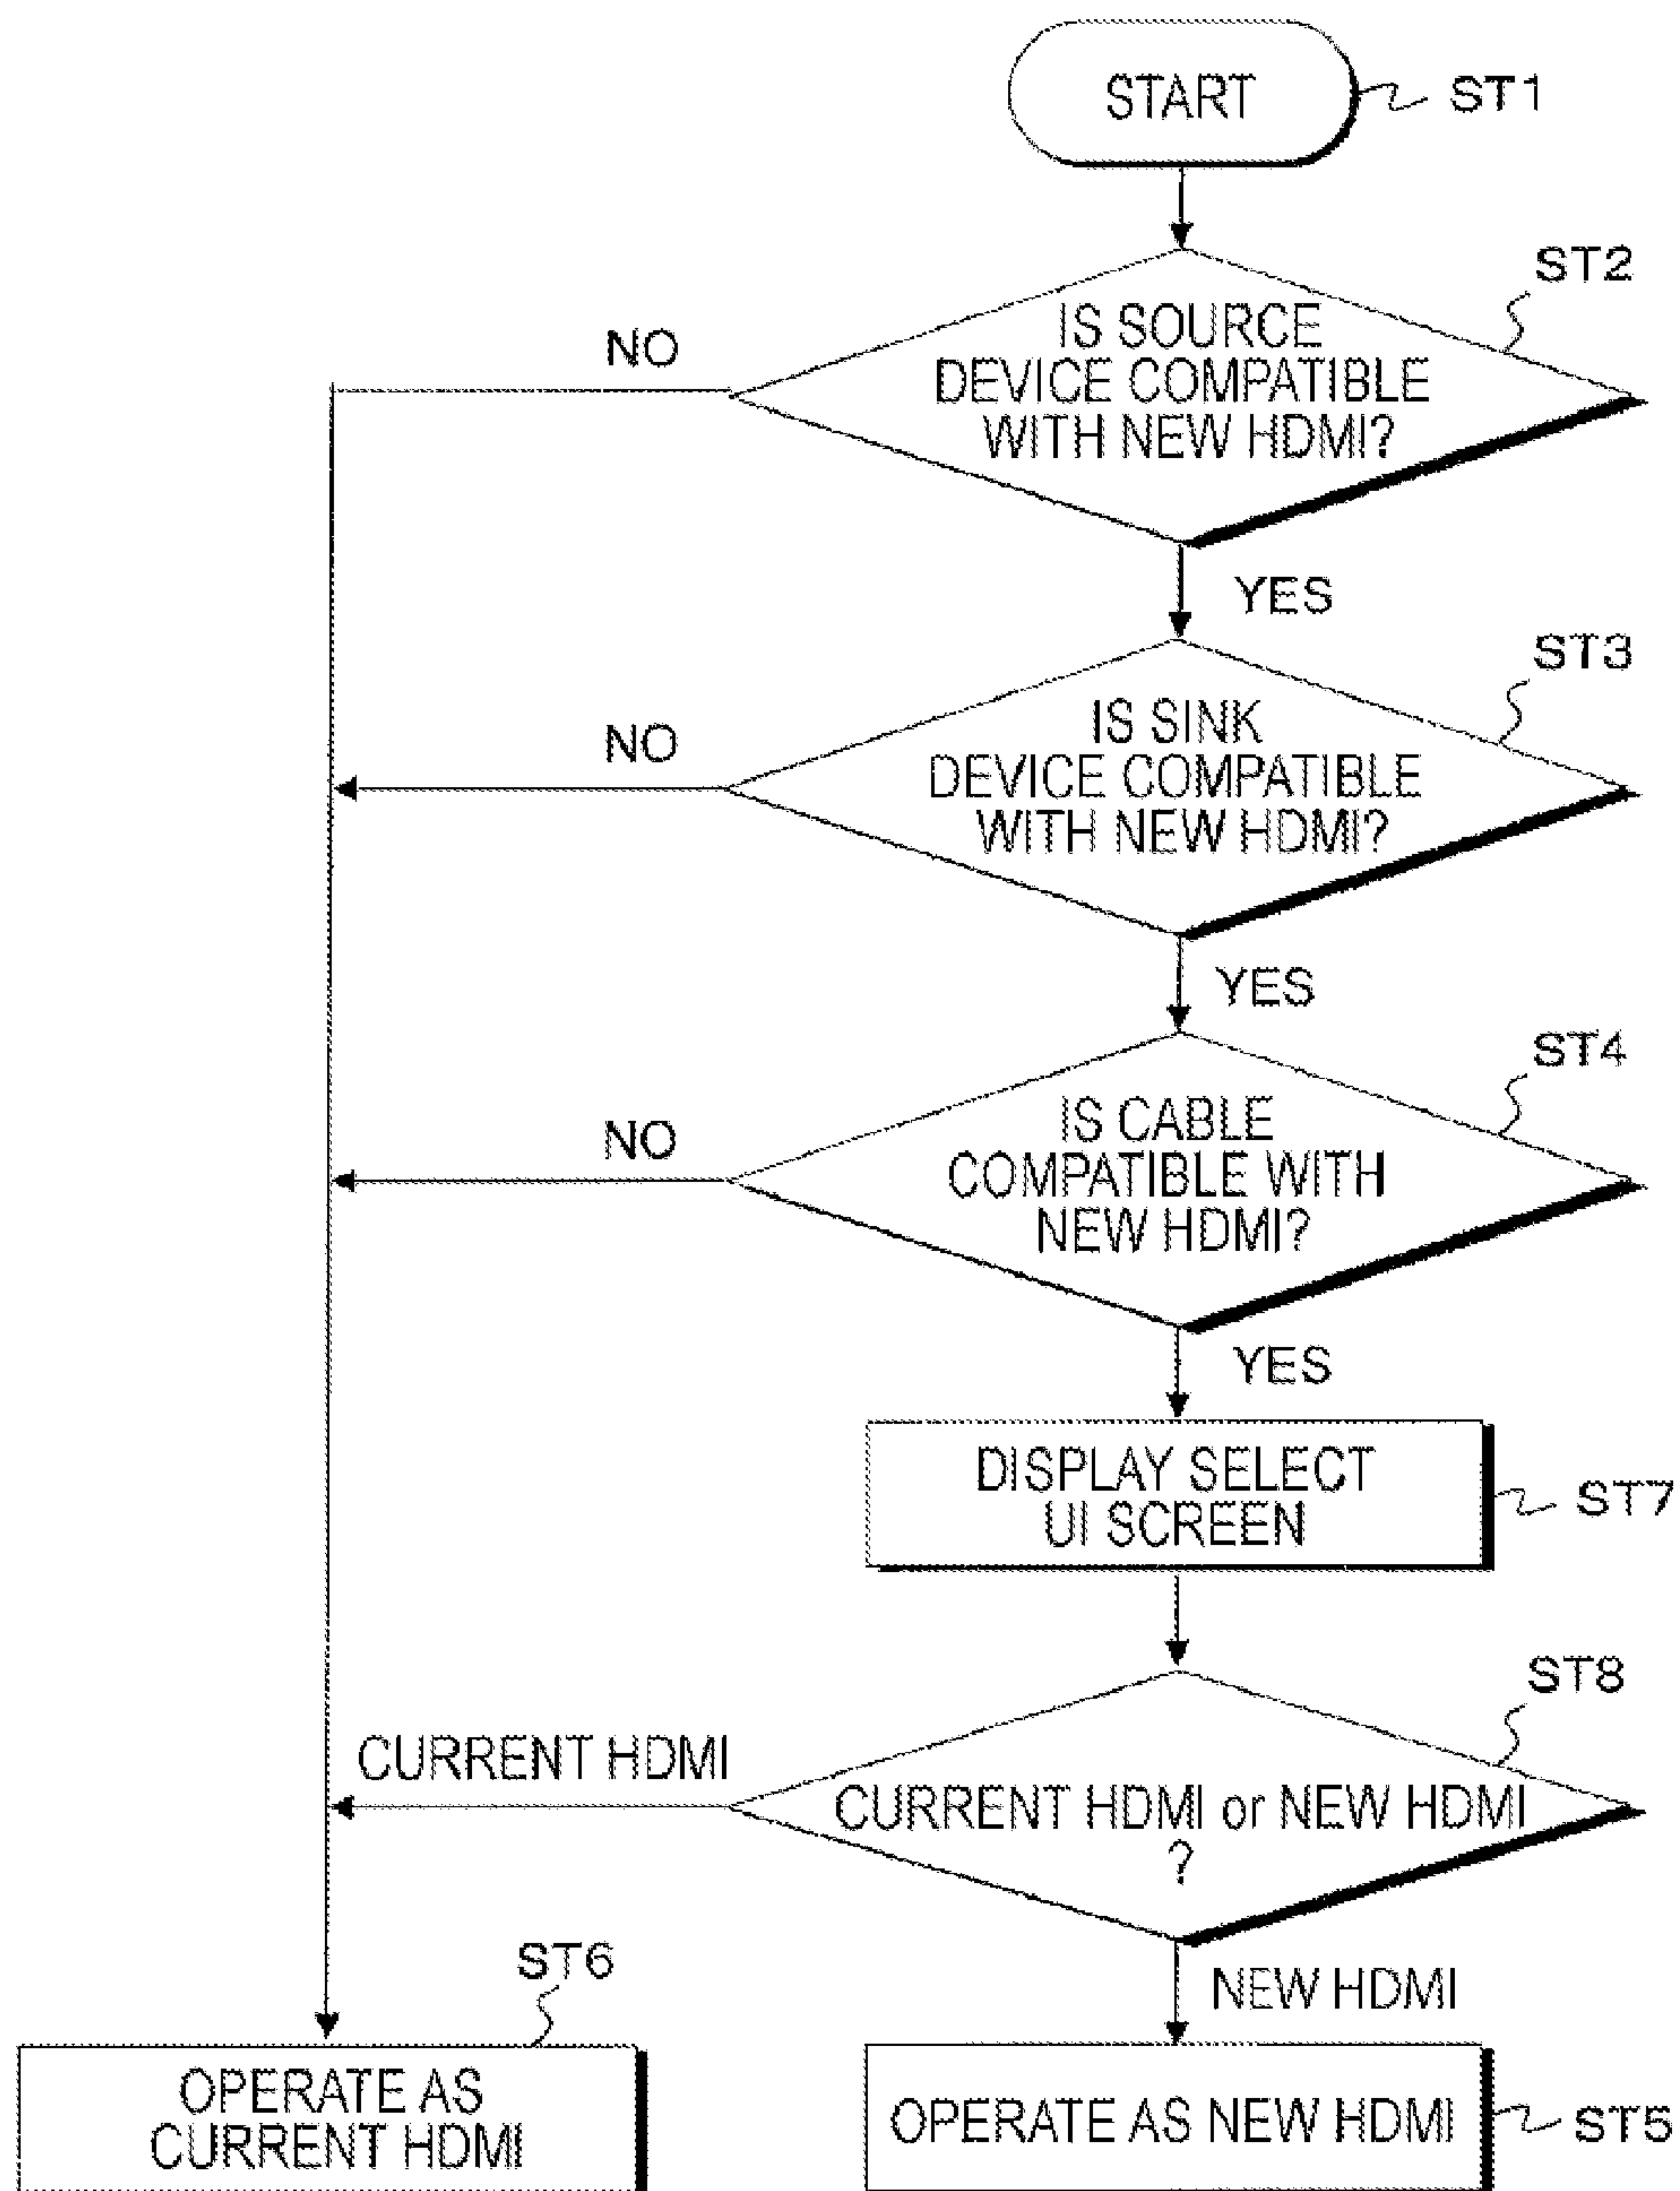 START
ST1
ST2
IS SOURCE
DEVICE COMPATIBLE
WITH NEW HDMI?
NO
YES
ST3
IS SINK
DEVICE COMPATIBLE
WITH NEW HDMI?
NO
YES
ST4
IS CABLE
COMPATIBLE WITH
NEW HDMI?
NO
YES
DISPLAY SELECT
UI SCREEN
ST7
ST8
CURRENT HDMI
CURRENT HDMI or NEW HDMI
?
NEW HDMI
ST6
OPERATE AS
CURRENT HDMI
OPERATE AS NEW HDMI
ST5